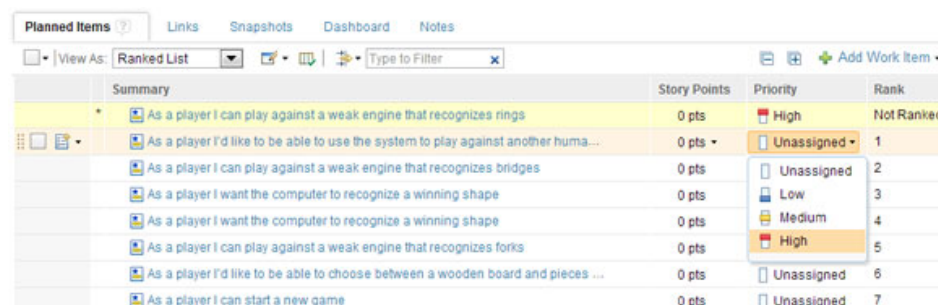 Planned Items ? Links Snapshots Dashboard Notes
View As: Ranked List Type to Filter x Add Work Item
Summary Story Points Priority Rank
* As a player I can play against a weak engine that recognizes rings 0 pts High Not Ranked
As a player I'd like to be able to use the system to play against another huma... 0 pts Unassigned 1
As a player I can play against a weak engine that recognizes bridges 0 pts Unassigned 2
As a player I want the computer to recognize a winning shape 0 pts Low 3
As a player I want the computer to recognize a winning shape 0 pts Medium 4
As a player I can play against a weak engine that recognizes forks 0 pts High 5
As a player I'd like to be able to choose between a wooden board and pieces ... 0 pts Unassigned 6
As a player I can start a new game 0 pts Unassigned 7